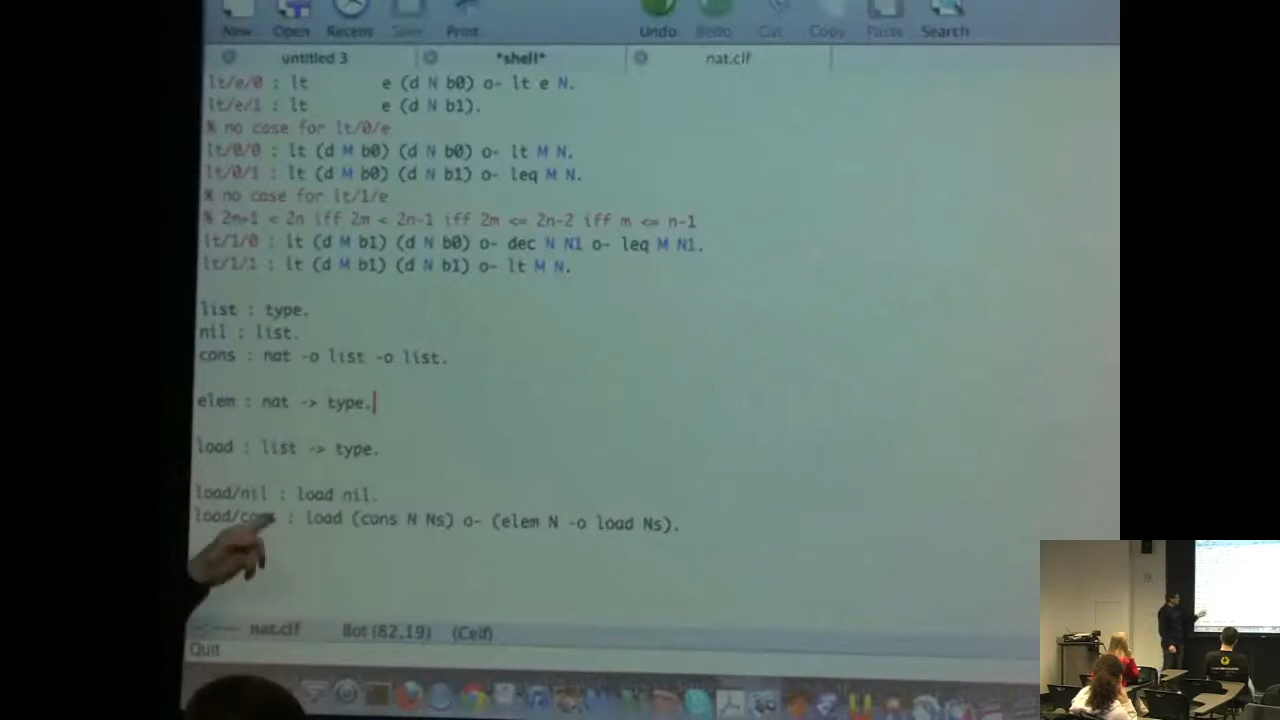 New Open Recent Save Print Undo Redo Cut Copy Paste Search
untitled 3 *shell* nat.clf
lt/e/0 : lt e (d N b0) o- lt e N.
lt/e/1 : lt e (d N b1).
% no case for lt/0/e
lt/0/0 : lt (d M b0) (d N b0) o- lt M N.
lt/0/1 : lt (d M b0) (d N b1) o- leq M N.
% no case for lt/1/e
% 2m+1 < 2n iff 2m < 2n-1 iff 2m <= 2n-2 iff m <= n-1
lt/1/0 : lt (d M b1) (d N b0) o- dec N N1 o- leq M N1.
lt/1/1 : lt (d M b1) (d N b1) o- lt M N.
list : type.
nil : list.
cons : nat -o list -o list.
elem : nat -> type.
load : list -> type.
load/nil : load nil.
load/cons : load (cons N Ns) o- (elem N -o load Ns).
nat.clf Bot (82,19) (Celf)
Quit